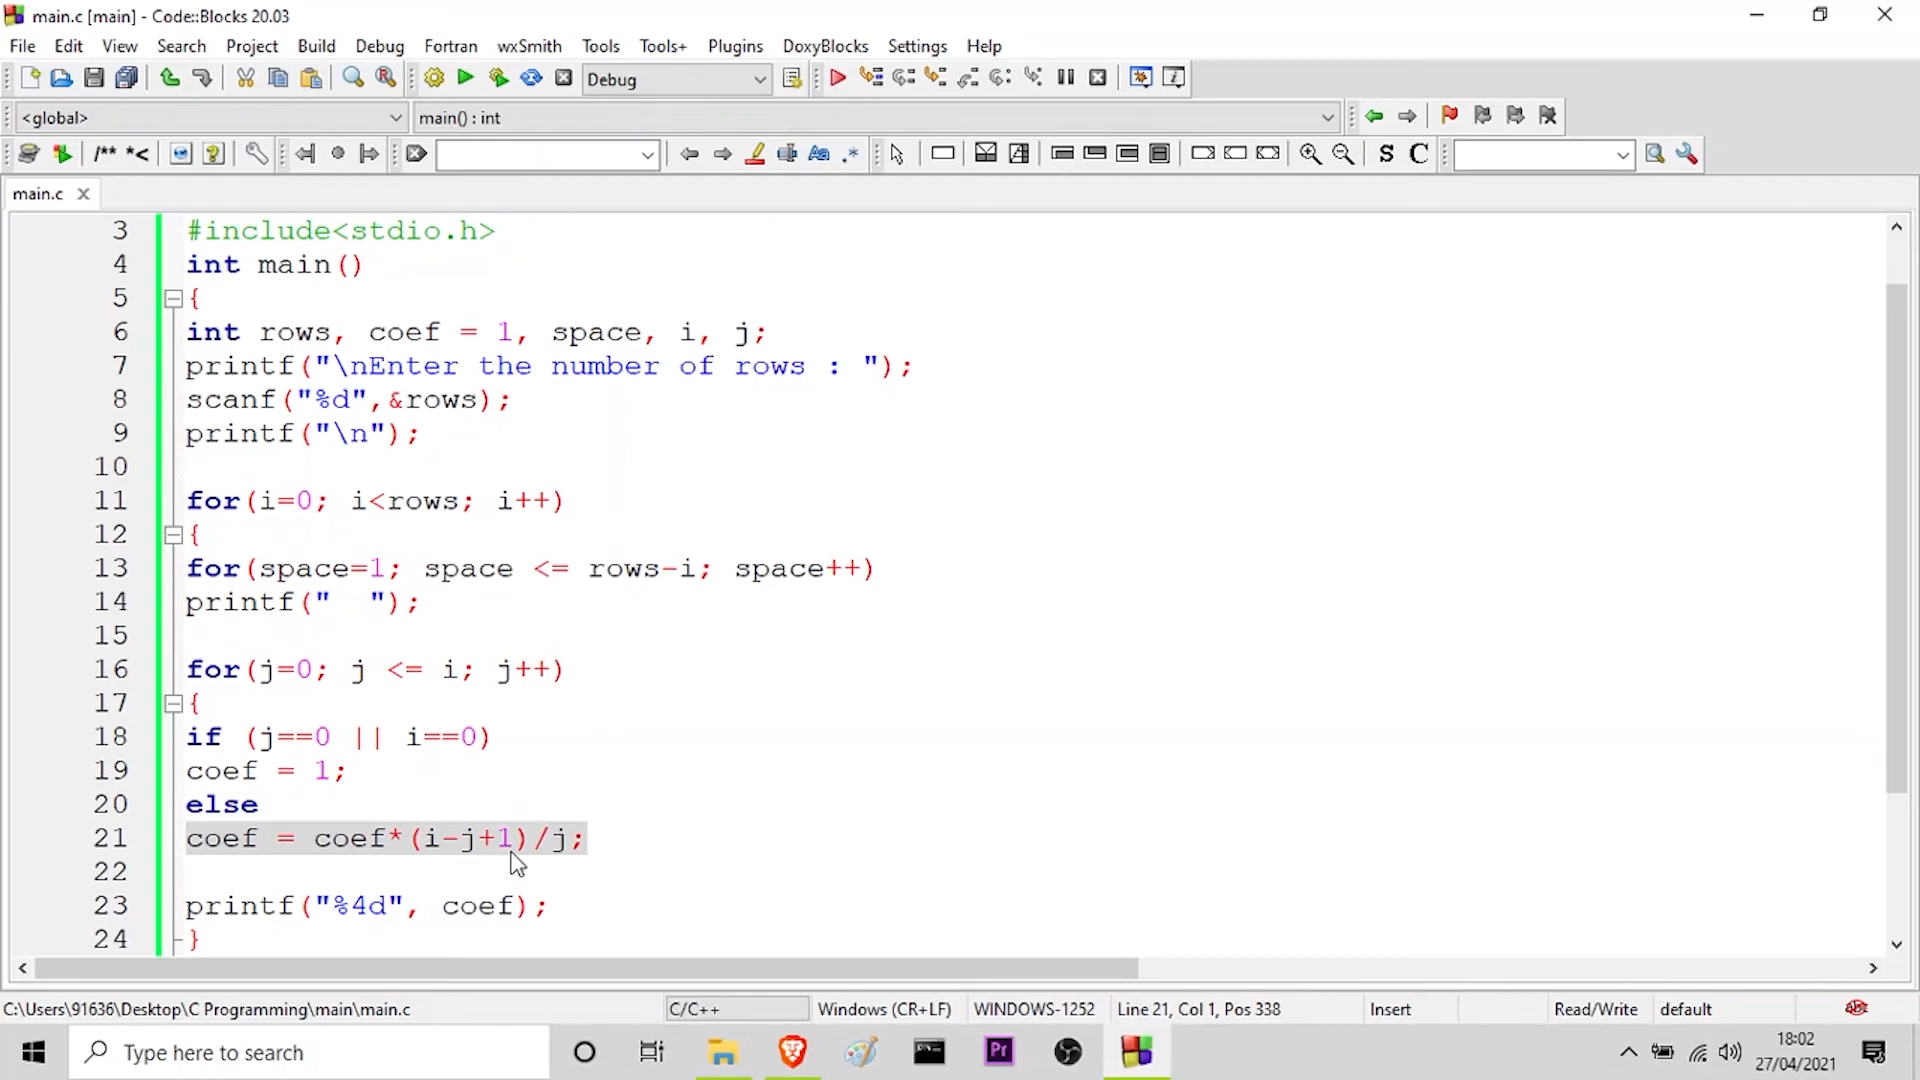 main.c [main] - Code::Blocks 20.03
File Edit View Search Project Build Debug Fortran wxSmith Tools Tools+ Plugins DoxyBlocks Settings Help
Debug
<global> main() : int
/** *< Aa .* S C
main.c
3 #include<stdio.h>
4 int main()
5 {
6 int rows, coef = 1, space, i, j;
7 printf("\nEnter the number of rows : ");
8 scanf("%d",&rows);
9 printf("\n");
10
11 for(i=0; i<rows; i++)
12 {
13 for(space=1; space <= rows-i; space++)
14 printf("  ");
15
16 for(j=0; j <= i; j++)
17 {
18 if (j==0 || i==0)
19 coef = 1;
20 else
21 coef = coef*(i-j+1)/j;
22
23 printf("%4d", coef);
24 }
C:\Users\91636\Desktop\C Programming\main\main.c C/C++ Windows (CR+LF) WINDOWS-1252 Line 21, Col 1, Pos 338 Insert Read/Write default
Type here to search Pr 18:02
27/04/2021